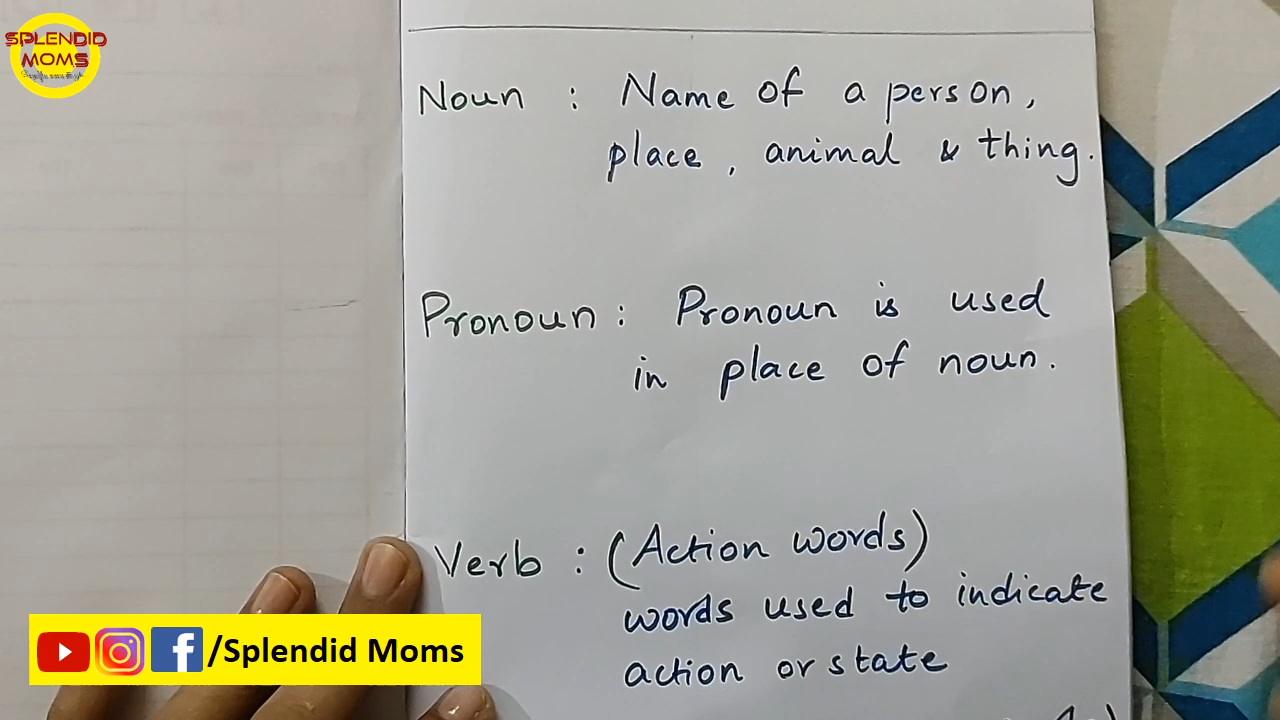 SPLENDID
MOMS
Noun : Name of a person,
place, animal & thing.
Pronoun : Pronoun is used
in place of noun.
Verb : (Action words)
words used to indicate
action or state
/Splendid Moms